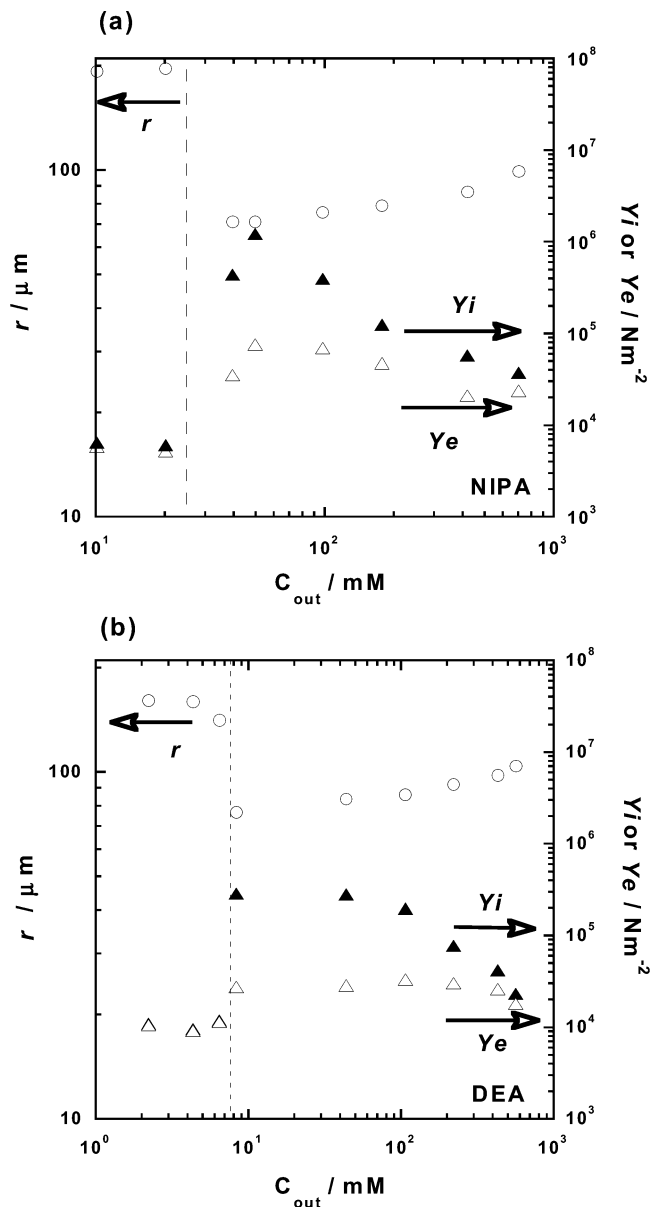 (a)
10⁸
r
100
10⁷
r / μm
10⁶
Yi or Ye / Nm⁻²
Yi
10⁵
10⁴
Ye
NIPA
10
10³
10¹
10²
10³
C_out / mM
(b)
10⁸
r
10⁷
100
10⁶
r / μm
Yi or Ye / Nm⁻²
Yi
10⁵
10⁴
Ye
DEA
10
10³
10⁰
10¹
10²
10³
C_out / mM